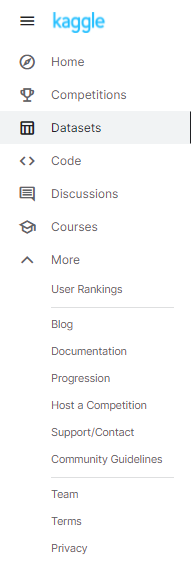 kaggle
Home
Competitions
Datasets
Code
Discussions
Courses
More
User Rankings
Blog
Documentation
Progression
Host a Competition
Support/Contact
Community Guidelines
Team
Terms
Privacy